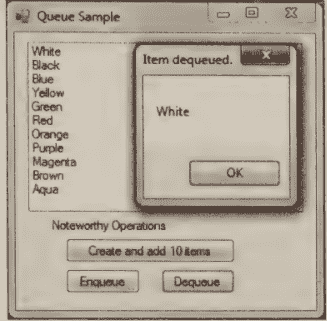 Queue Sample
White
Black
Blue
Yellow
Green
Red
Orange
Purple
Magenta
Brown
Aqua
Item dequeued.
White
OK
Noteworthy Operations
Create and add 10 items
Enqueue
Dequeue